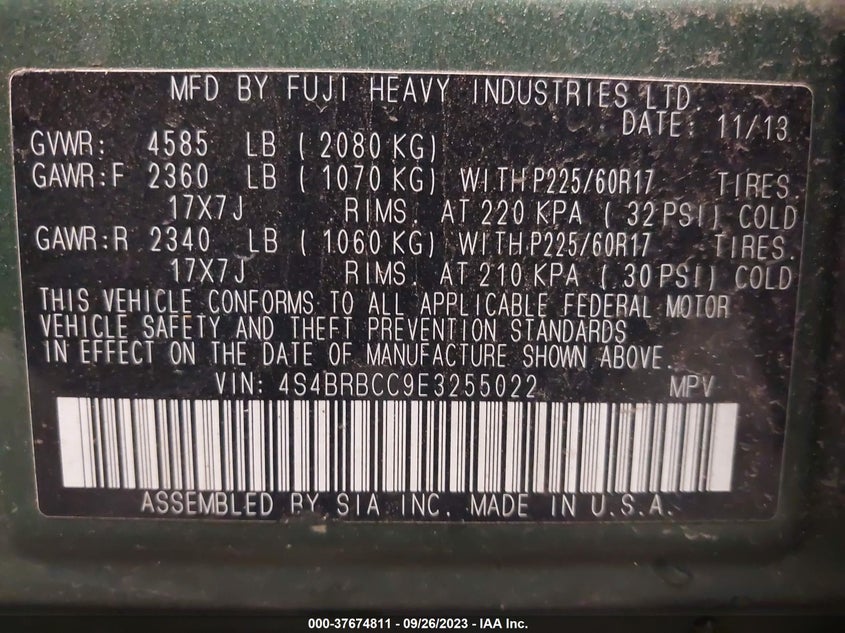 MFD BY FUJI HEAVY INDUSTRIES LTD.
DATE: 11/13
GVWR: 4585 LB ( 2080 KG)
GAWR:F 2360 LB ( 1070 KG) WITH P225/60R17 TIRES.
17X7J RIMS. AT 220 KPA ( 32 PSI) COLD
GAWR:R 2340 LB ( 1060 KG) WITH P225/60R17 TIRES.
17X7J RIMS. AT 210 KPA ( 30 PSI) COLD
THIS VEHICLE CONFORMS TO ALL APPLICABLE FEDERAL MOTOR
VEHICLE SAFETY AND THEFT PREVENTION STANDARDS
IN EFFECT ON THE DATE OF MANUFACTURE SHOWN ABOVE.
VIN: 4S4BRBCC9E3255022 MPV
ASSEMBLED BY SIA INC. MADE IN U.S.A.
000-37674811 - 09/26/2023 - IAA Inc.